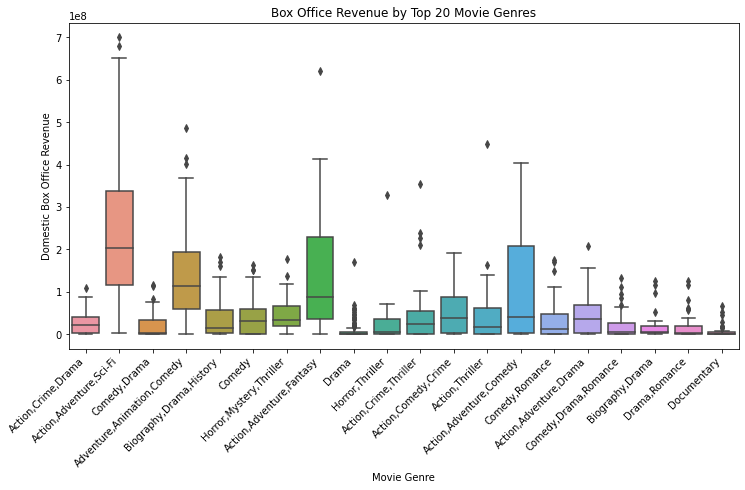 Box Office Revenue by Top 20 Movie Genres
1e8
7
6
5
4
3
2
1
0
Domestic Box Office Revenue
Action,Crime,Drama
Action,Adventure,Sci-Fi
Comedy,Drama
Adventure,Animation,Comedy
Biography,Drama,History
Comedy
Horror,Mystery,Thriller
Action,Adventure,Fantasy
Drama
Horror,Thriller
Action,Crime,Thriller
Action,Comedy,Crime
Action,Thriller
Action,Adventure,Comedy
Comedy,Romance
Action,Adventure,Drama
Comedy,Drama,Romance
Biography,Drama
Drama,Romance
Documentary
Movie Genre